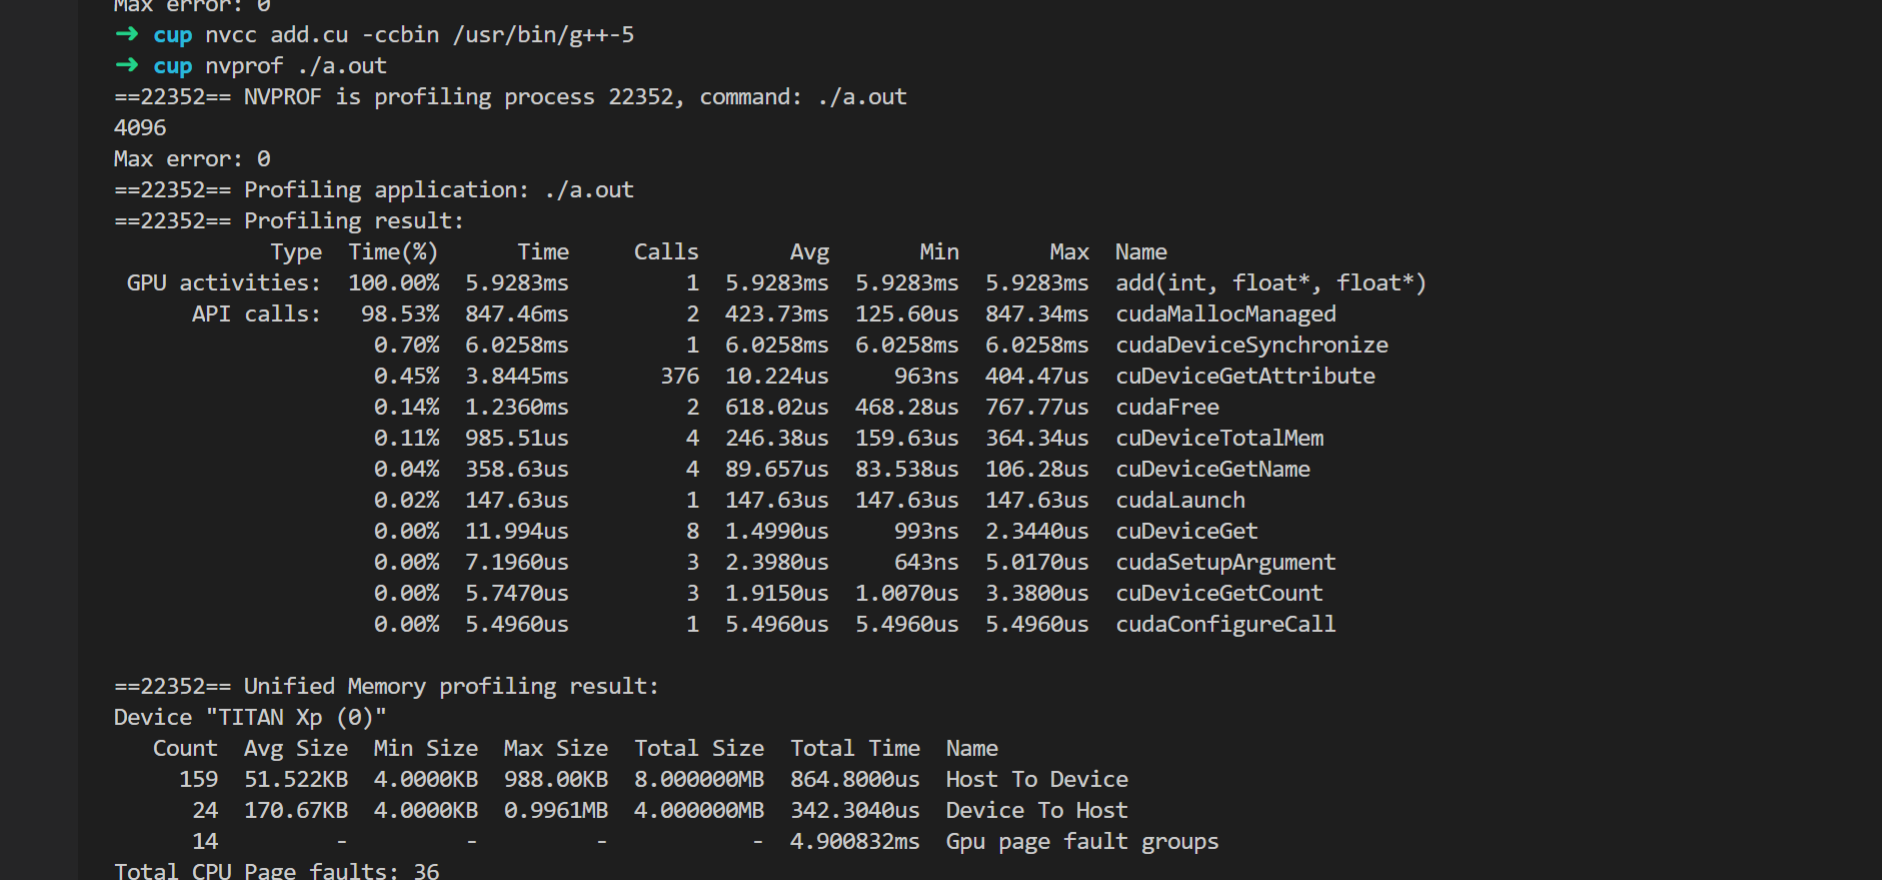 Max error: 0
➜ cup nvcc add.cu -ccbin /usr/bin/g++-5
➜ cup nvprof ./a.out
==22352== NVPROF is profiling process 22352, command: ./a.out
4096
Max error: 0
==22352== Profiling application: ./a.out
==22352== Profiling result:
Type Time(%) Time Calls Avg Min Max Name
GPU activities: 100.00% 5.9283ms 1 5.9283ms 5.9283ms 5.9283ms add(int, float*, float*)
API calls: 98.53% 847.46ms 2 423.73ms 125.60us 847.34ms cudaMallocManaged
0.70% 6.0258ms 1 6.0258ms 6.0258ms 6.0258ms cudaDeviceSynchronize
0.45% 3.8445ms 376 10.224us 963ns 404.47us cuDeviceGetAttribute
0.14% 1.2360ms 2 618.02us 468.28us 767.77us cudaFree
0.11% 985.51us 4 246.38us 159.63us 364.34us cuDeviceTotalMem
0.04% 358.63us 4 89.657us 83.538us 106.28us cuDeviceGetName
0.02% 147.63us 1 147.63us 147.63us 147.63us cudaLaunch
0.00% 11.994us 8 1.4990us 993ns 2.3440us cuDeviceGet
0.00% 7.1960us 3 2.3980us 643ns 5.0170us cudaSetupArgument
0.00% 5.7470us 3 1.9150us 1.0070us 3.3800us cuDeviceGetCount
0.00% 5.4960us 1 5.4960us 5.4960us 5.4960us cudaConfigureCall
==22352== Unified Memory profiling result:
Device "TITAN Xp (0)"
Count Avg Size Min Size Max Size Total Size Total Time Name
159 51.522KB 4.0000KB 988.00KB 8.000000MB 864.8000us Host To Device
24 170.67KB 4.0000KB 0.9961MB 4.000000MB 342.3040us Device To Host
14 - - - - 4.900832ms Gpu page fault groups
Total CPU Page faults: 36